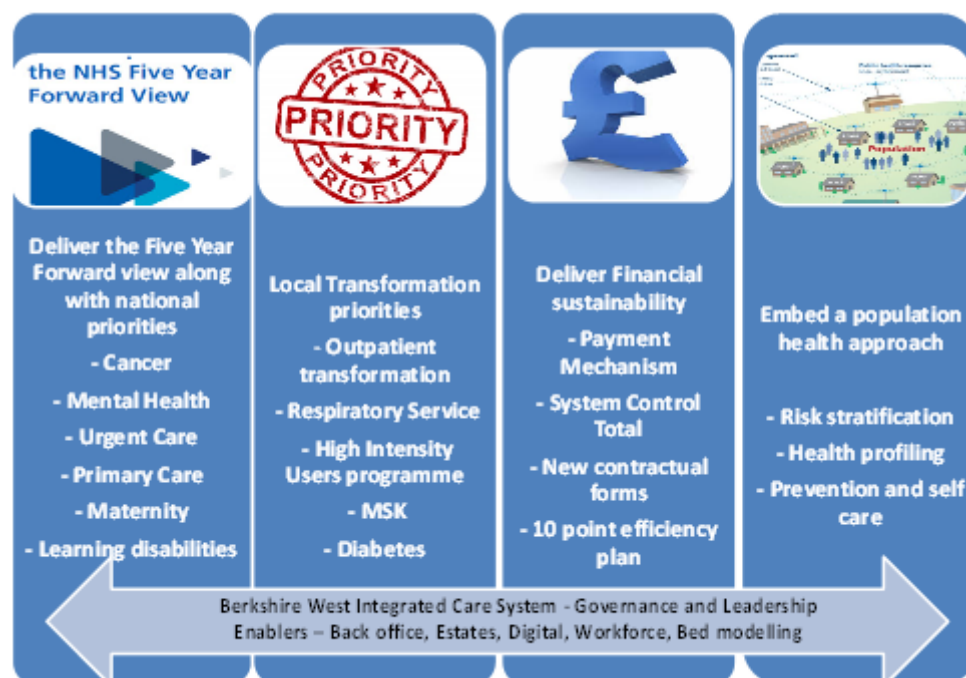 the NHS Five Year
Forward View
Deliver the Five Year
Forward view along
with national
priorities
- Cancer
- Mental Health
- Urgent Care
- Primary Care
- Maternity
- Learning disabilities
PRIORITY
PRIORITY
PRIORITY
Local Transformation
priorities
- Outpatient
transformation
- Respiratory Service
- High Intensity
Users programme
- MSK
- Diabetes
£
Deliver Financial
sustainability
- Payment
Mechanism
- System Control
Total
- New contractual
forms
- 10 point efficiency
plan
Population
Embed a population
health approach
- Risk stratification
- Health profiling
- Prevention and self
care
Berkshire West Integrated Care System - Governance and Leadership
Enablers – Back office, Estates, Digital, Workforce, Bed modelling